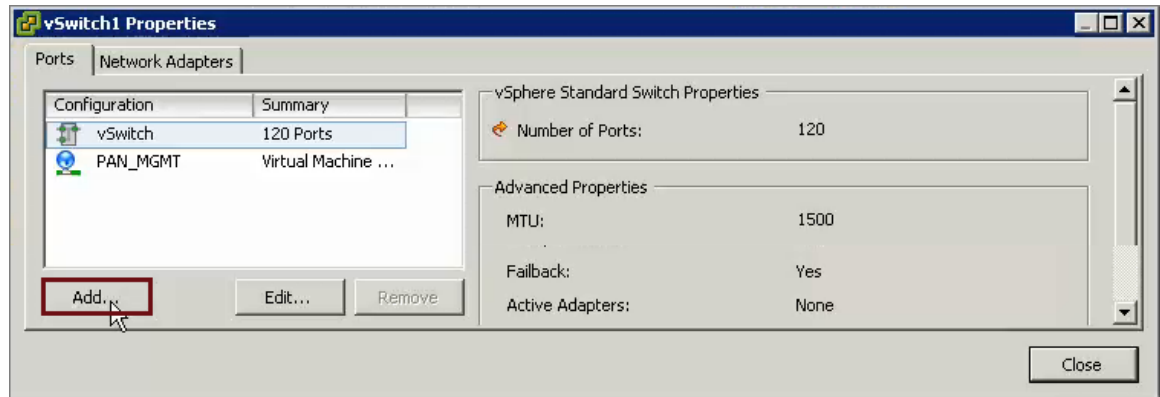 vSwitch1 Properties
Ports
Network Adapters
Configuration Summary
vSwitch 120 Ports
PAN_MGMT Virtual Machine ...
Add...
Edit...
Remove
vSphere Standard Switch Properties
Number of Ports: 120
Advanced Properties
MTU: 1500
Failback: Yes
Active Adapters: None
Close